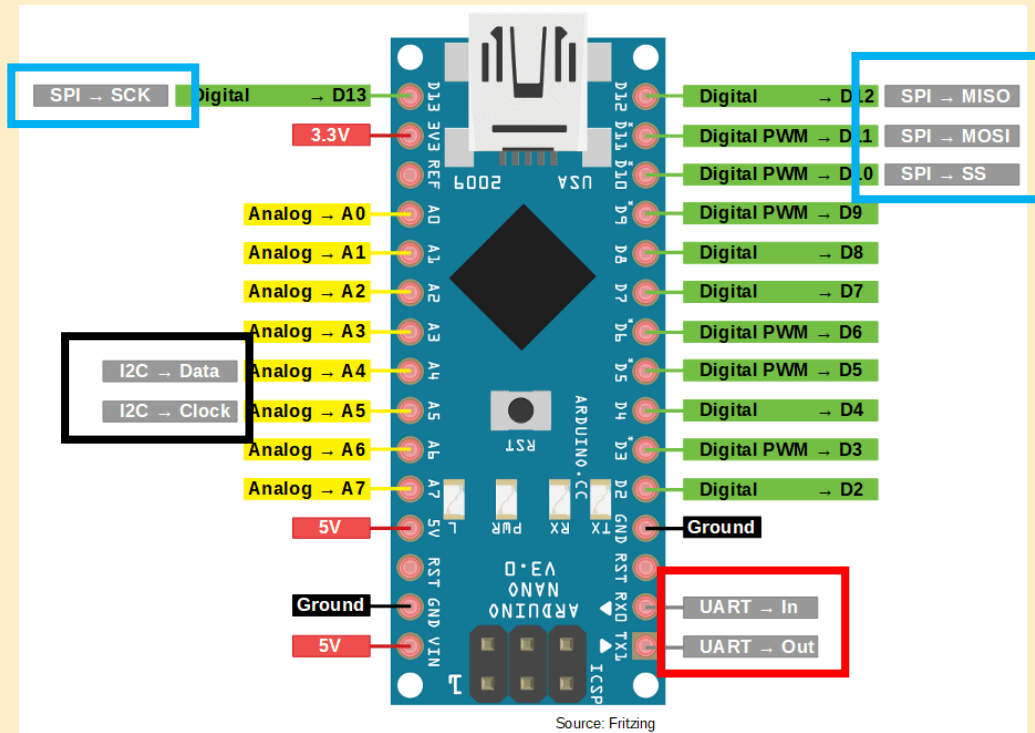 SPI → SCK
Digital → D13
3.3V
Analog → A0
Analog → A1
Analog → A2
Analog → A3
I2C → Data
Analog → A4
I2C → Clock
Analog → A5
Analog → A6
Analog → A7
5V
Ground
5V
D13
3V3
REF
A0
A1
A2
A3
A4
A5
A6
A7
5V
RST
GND
VIN
USA
2009
RST
ARDUINO.CC
TX
RX
PWR
L
ARDUINO
NANO
V3.0
ICSP
1
D12
D11*
D10*
D9*
D8
D7
D6*
D5*
D4
D3*
D2
GND
RST
RX0
TX1
Digital → D12
SPI → MISO
Digital PWM → D11
SPI → MOSI
Digital PWM → D10
SPI → SS
Digital PWM → D9
Digital → D8
Digital → D7
Digital PWM → D6
Digital PWM → D5
Digital → D4
Digital PWM → D3
Digital → D2
Ground
UART → In
UART → Out
Source: Fritzing